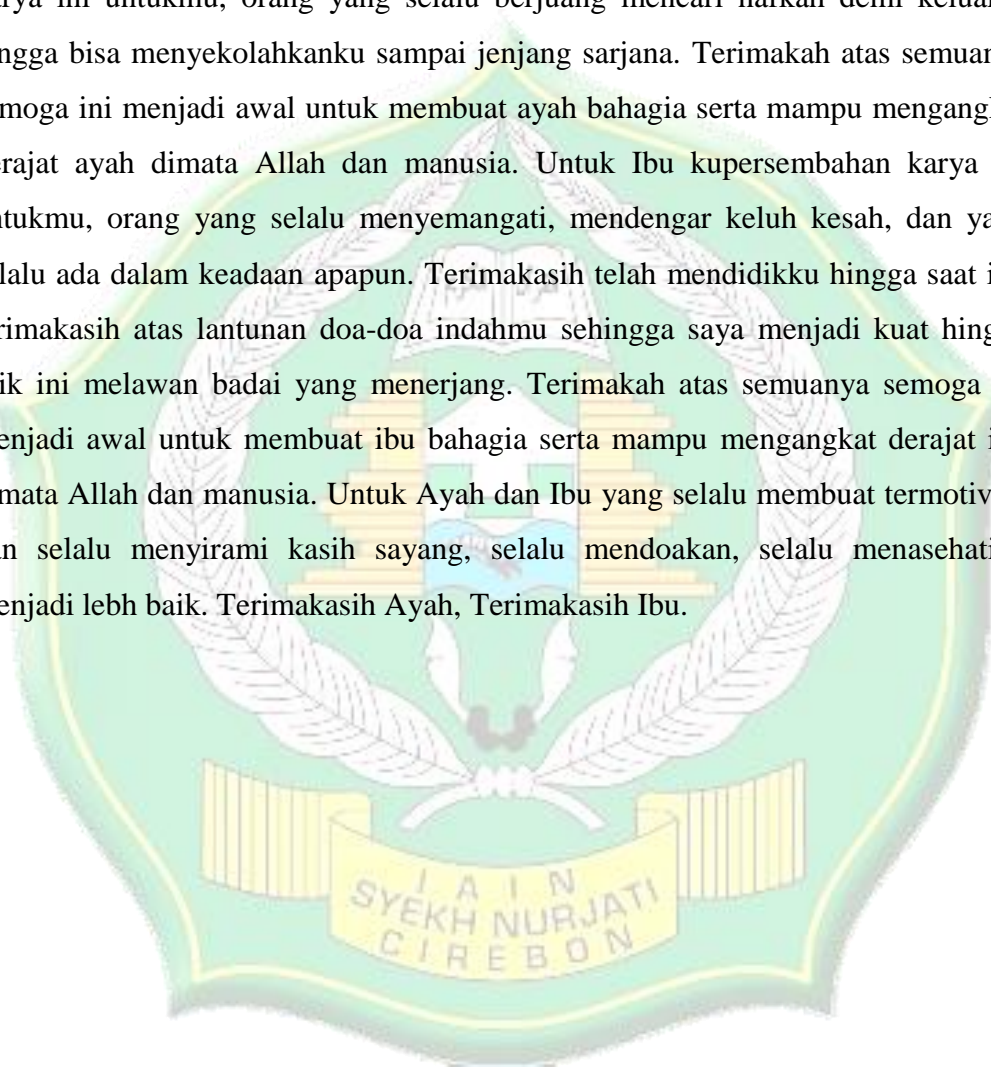 ini untukmu, orang yang selalu berjuang mencari nafkah demi
ngga bisa menyekolahkanku sampai jenjang sarjana. Terimakah atas semuan
moga ini menjadi awal untuk membuat ayah bahagia serta mampu mengangk
erajat ayah dimata Allah dan manusia. Untuk Ibu kupersembahan karya
ntukmu, orang yang selalu menyemangati, mendengar keluh kesah, dan ya
lalu ada dalam keadaan apapun. Terimakasih telah mendidikku hingga saat i
rimakasih atas lantunan doa-doa indahmu sehingga saya menjadi kuat hing
ik ini melawan badai yang menerjang. Terimakah atas semuanya semoga
enjadi awal untuk membuat ibu bahagia serta mampu mengangkat derajat i
mata Allah dan manusia. Untuk Ayah dan Ibu yang selalu membuat termotiv
an selalu menyirami kasih sayang, selalu mendoakan, selalu menasehati
enjadi lebh baik. Terimakasih Ayah, Terimakasih Ibu.
IAIN
SYEKH NURJATI
CIREBON